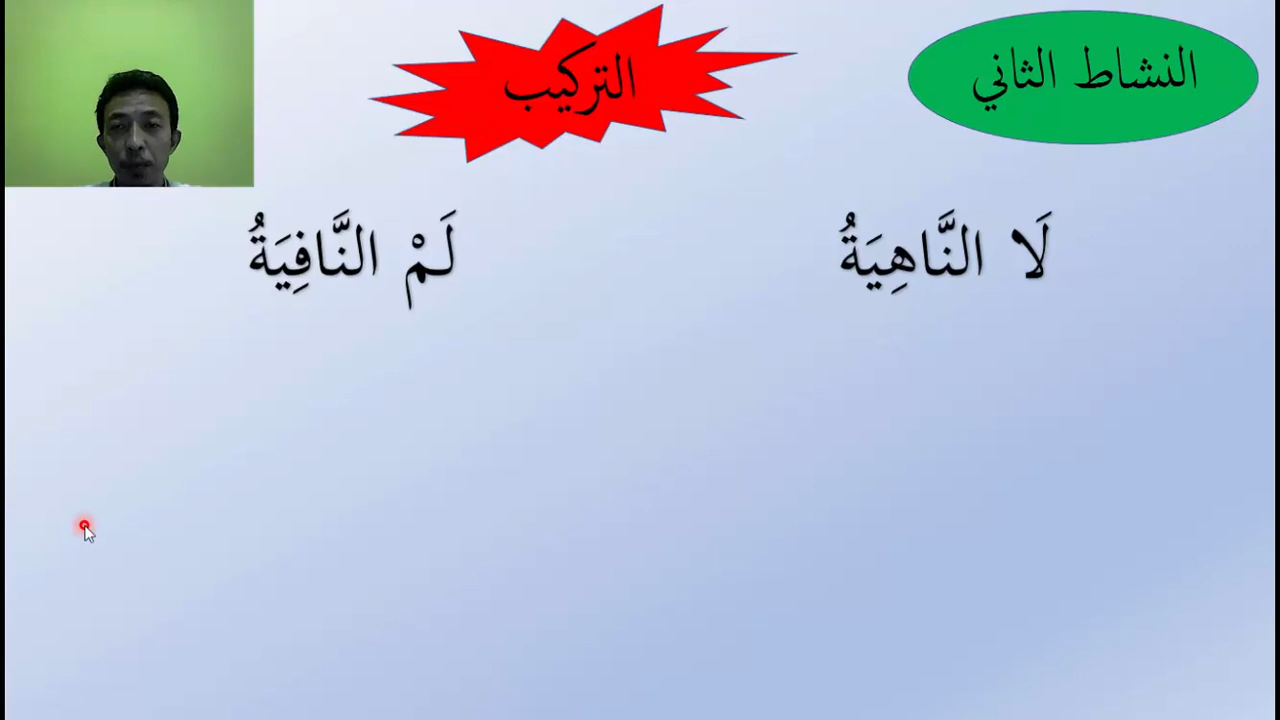 النشاط الثاني
التركيب
لَا النَّاهِيَةُ
لَمْ النَّافِيَةُ